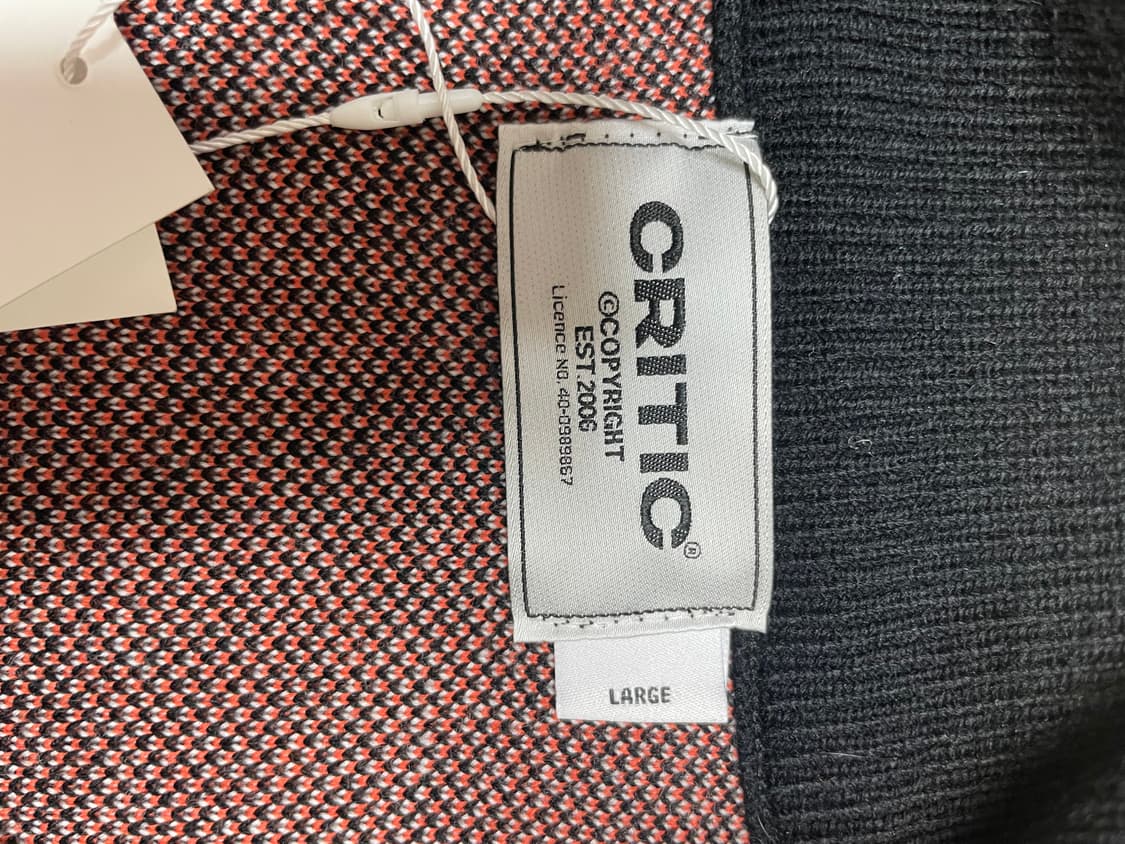 CRITIC®
©COPYRIGHT
EST.2006
Licence NO. 40-0989867
LARGE